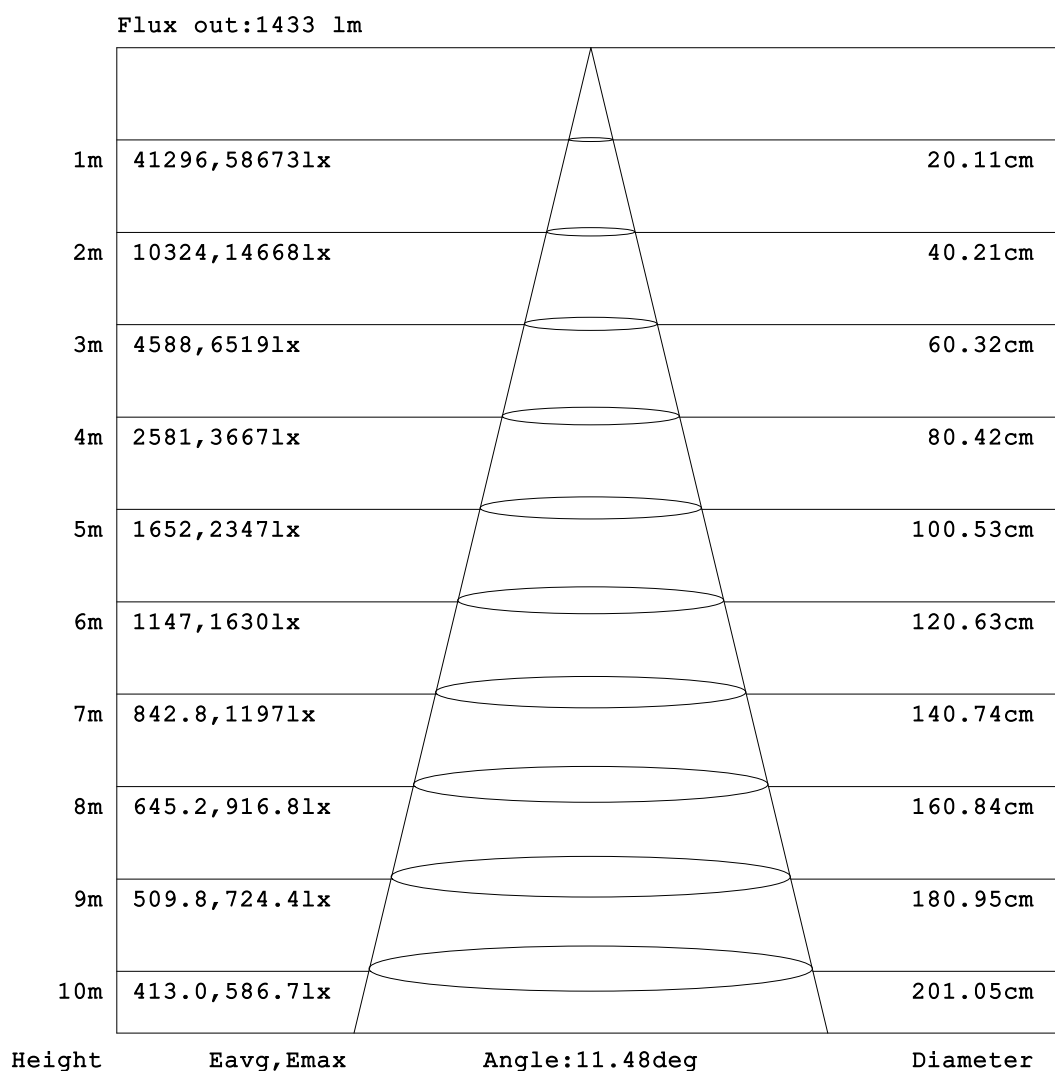 Flux out:1433 lm
1m 41296,58673lx 20.11cm
2m 10324,14668lx 40.21cm
3m 4588,6519lx 60.32cm
4m 2581,3667lx 80.42cm
5m 1652,2347lx 100.53cm
6m 1147,1630lx 120.63cm
7m 842.8,1197lx 140.74cm
8m 645.2,916.8lx 160.84cm
9m 509.8,724.4lx 180.95cm
10m 413.0,586.7lx 201.05cm
Height Eavg,Emax Angle:11.48deg Diameter